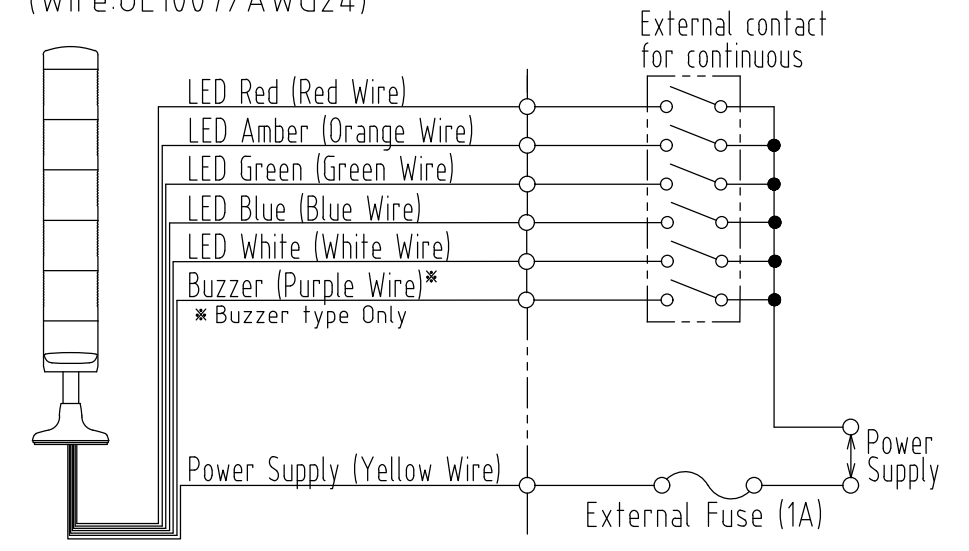 External contact
for continuous
LED Red (Red Wire)
LED Amber (Orange Wire)
LED Green (Green Wire)
LED Blue (Blue Wire)
LED White (White Wire)
Buzzer (Purple Wire)※
※Buzzer type Only
Power Supply (Yellow Wire)
Power
Supply
External Fuse (1A)